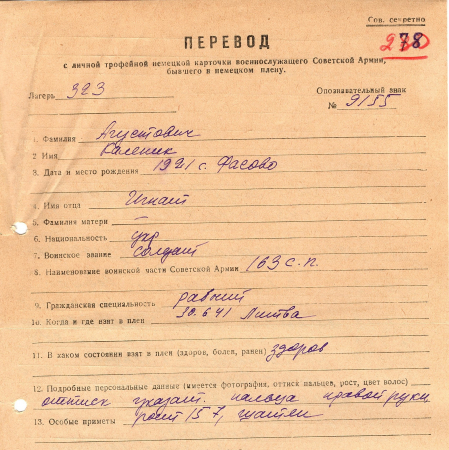 Сов. секретно
78
ПЕРЕВОД
с личной трофейной немецкой карточки военнослужащего Советской Армии,
бывшего в немецком плену.
Лагерь 323
Опознавательный знак
№ 9155
1. Фамилия Агустович
2 Имя Каленик
3. Дата и место рождения 1921 г. Фасово
4. Имя отца Игнат
5. Фамилия матери —
6. Национальность укр
7. Воинское звание солдат
8. Наименование воинской части Советской Армии 163 с. п.
9. Гражданская специальность рабочий
10. Когда и где взят в плен 30.6 41 Литва
11. В каком состоянии взят в плен (здоров, болен, ранен) здоров
12. Подробные персональные данные (имеется фотография, оттиск пальцев, рост, цвет волос)
оттиск указат. пальца правой руки
13. Особые приметы рост 157,